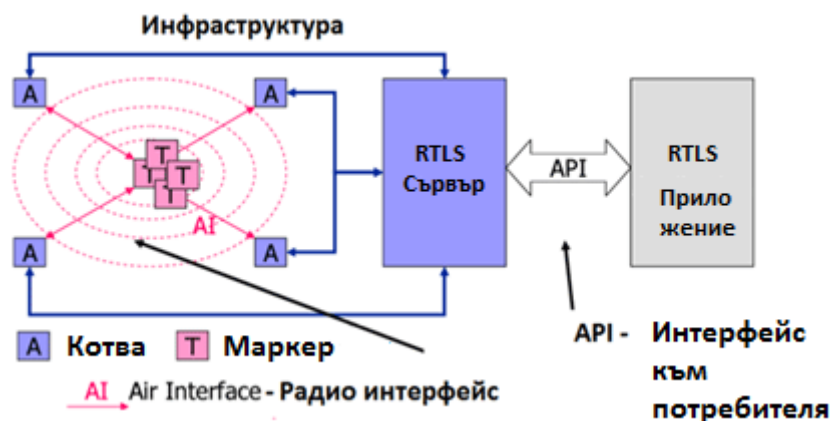 Инфраструктура
A
A
T
T
T
T
AI
A
A
RTLS
Сървър
API
RTLS
Прило
жение
A Котва T Маркер
AI Air Interface - Радио интерфейс
API - Интерфейс
към
потребителя